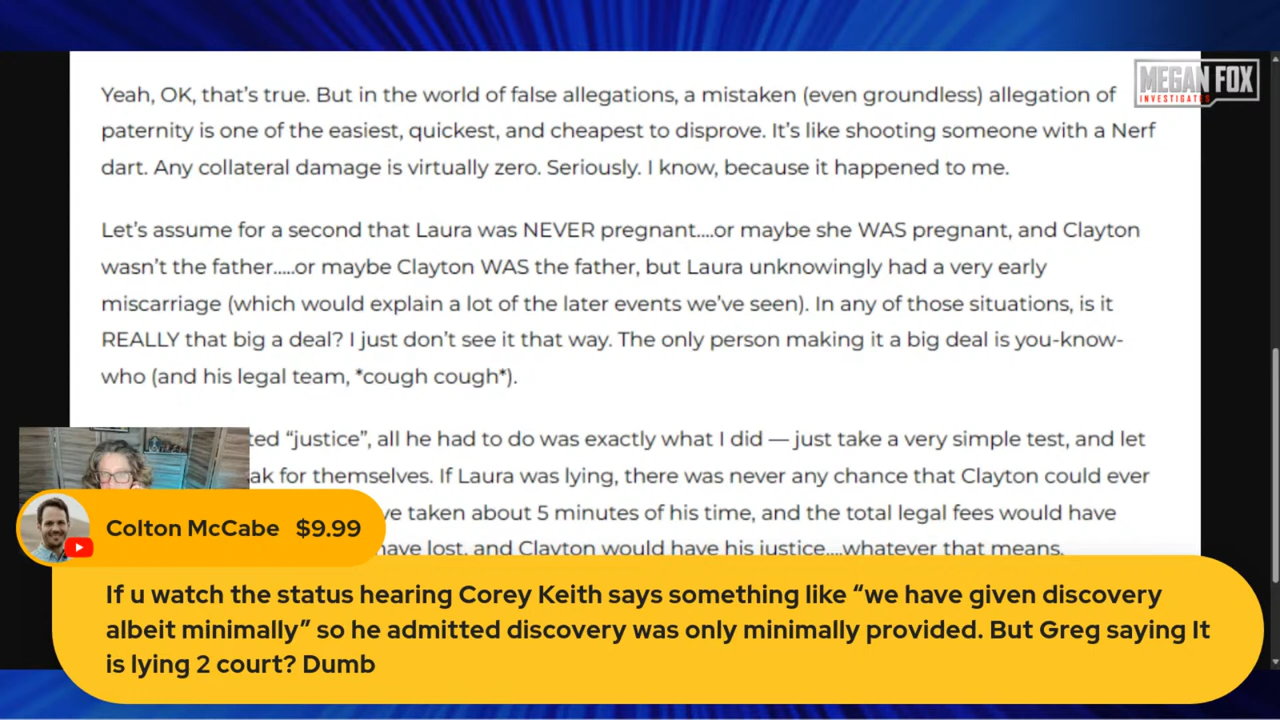 MEGAN FOX
INVESTIGATES
Yeah, OK, that's true. But in the world of false allegations, a mistaken (even groundless) allegation of
paternity is one of the easiest, quickest, and cheapest to disprove. It's like shooting someone with a Nerf
dart. Any collateral damage is virtually zero. Seriously. I know, because it happened to me.
Let's assume for a second that Laura was NEVER pregnant....or maybe she WAS pregnant, and Clayton
wasn't the father.....or maybe Clayton WAS the father, but Laura unknowingly had a very early
miscarriage (which would explain a lot of the later events we've seen). In any of those situations, is it
REALLY that big a deal? I just don't see it that way. The only person making it a big deal is you-know-
who (and his legal team, *cough cough*).
ted “justice”, all he had to do was exactly what I did — just take a very simple test, and let
ak for themselves. If Laura was lying, there was never any chance that Clayton could ever
ve taken about 5 minutes of his time, and the total legal fees would have
have lost, and Clayton would have his justice....whatever that means.
Colton McCabe $9.99
If u watch the status hearing Corey Keith says something like “we have given discovery
albeit minimally” so he admitted discovery was only minimally provided. But Greg saying It
is lying 2 court? Dumb